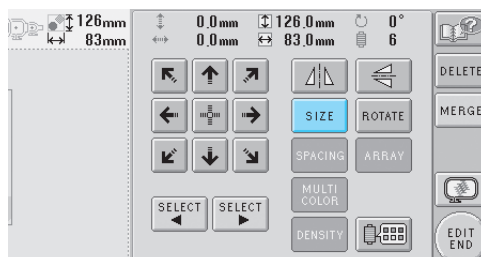 126mm 0.0mm 126.0mm 0°
83mm 0.0mm 83.0mm 6
DELETE
SIZE ROTATE MERGE
SPACING ARRAY
SELECT SELECT MULTI
COLOR
DENSITY EDIT
END